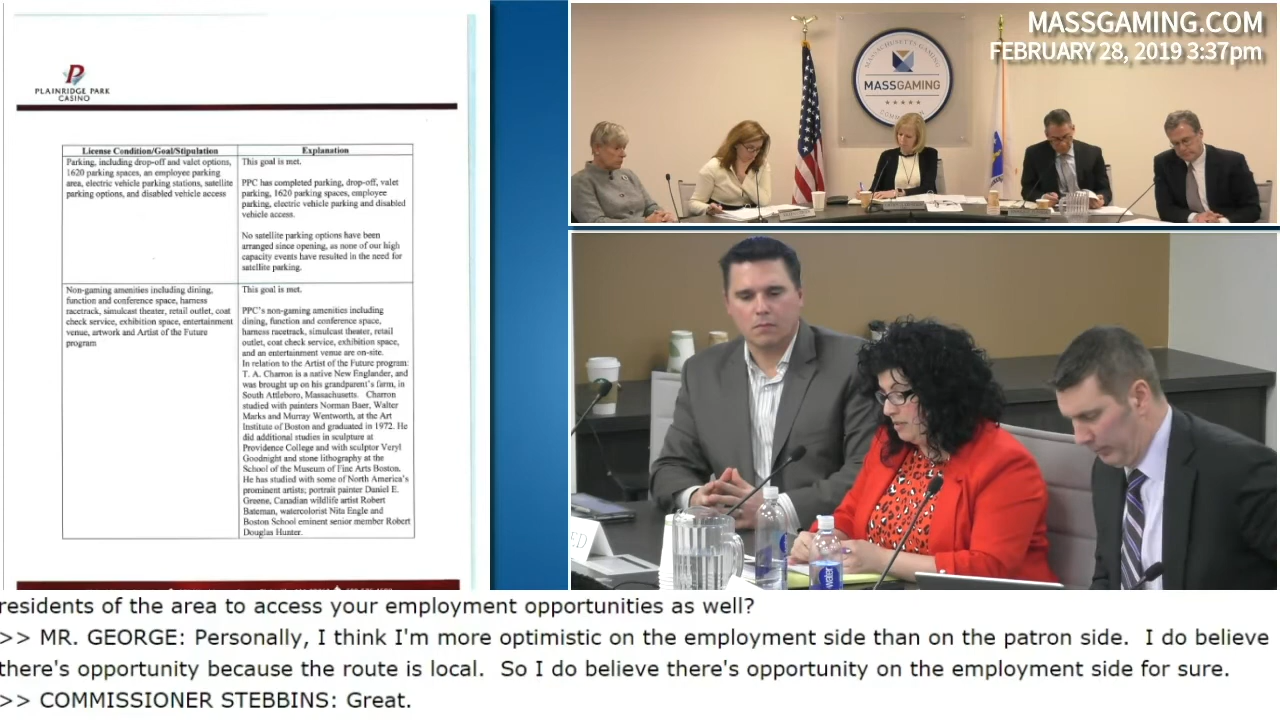 PLAINRIDGE PARK
CASINO
License Condition/Goal/Stipulation
Explanation
Parking, including drop-off and valet options,
1620 parking spaces, an employee parking
area, electric vehicle parking stations, satellite
parking options, and disabled vehicle access
This goal is met.
PPC has completed parking, drop-off, valet
parking, 1620 parking spaces, employee
parking, electric vehicle parking and disabled
vehicle access.
No satellite parking options have been
arranged since opening, as none of our high
capacity events have resulted in the need for
satellite parking.
Non-gaming amenities including dining,
function and conference space, harness
racetrack, simulcast theater, retail outlet, coat
check service, exhibition space, entertainment
venue, artwork and Artist of the Future
program
This goal is met.
PPC's non-gaming amenities including
dining, function and conference space,
harness racetrack, simulcast theater, retail
outlet, coat check service, exhibition space,
and an entertainment venue are on-site.
In relation to the Artist of the Future program:
T. A. Charron is a native New Englander, and
was brought up on his grandparent's farm, in
South Attleboro, Massachusetts. Charron
studied with painters Norman Baer, Walter
Marks and Murray Wentworth, at the Art
Institute of Boston and graduated in 1972. He
did additional studies in sculpture at
Providence College and with sculptor Veryl
Goodnight and stone lithography at the
School of the Museum of Fine Arts Boston.
He has studied with some of North America's
prominent artists; portrait painter Daniel E.
Greene, Canadian wildlife artist Robert
Bateman, watercolorist Nita Engle and
Boston School eminent senior member Robert
Douglas Hunter.
MASSGAMING.COM
FEBRUARY 28, 2019 3:37pm
MASSACHUSETTS GAMING
MASSGAMING
water
residents of the area to access your employment opportunities as well?
>> MR. GEORGE: Personally, I think I'm more optimistic on the employment side than on the patron side. I do believe
there's opportunity because the route is local. So I do believe there's opportunity on the employment side for sure.
>> COMMISSIONER STEBBINS: Great.